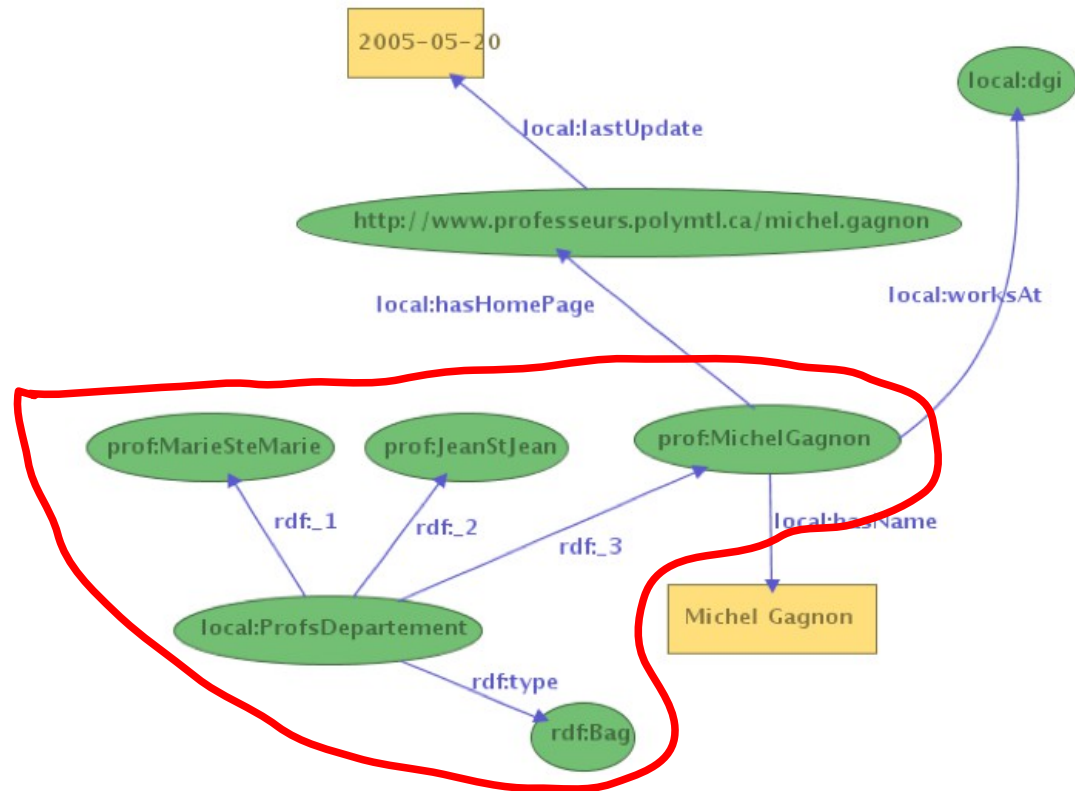 2005-05-20
local:dgi
local:lastUpdate
http://www.professeurs.polymtl.ca/michel.gagnon
local:hasHomePage
local:worksAt
prof:MarieSteMarie
prof:JeanStJean
prof:MichelGagnon
rdf:_1
rdf:_2
rdf:_3
local:hasName
local:ProfsDepartement
Michel Gagnon
rdf:type
rdf:Bag